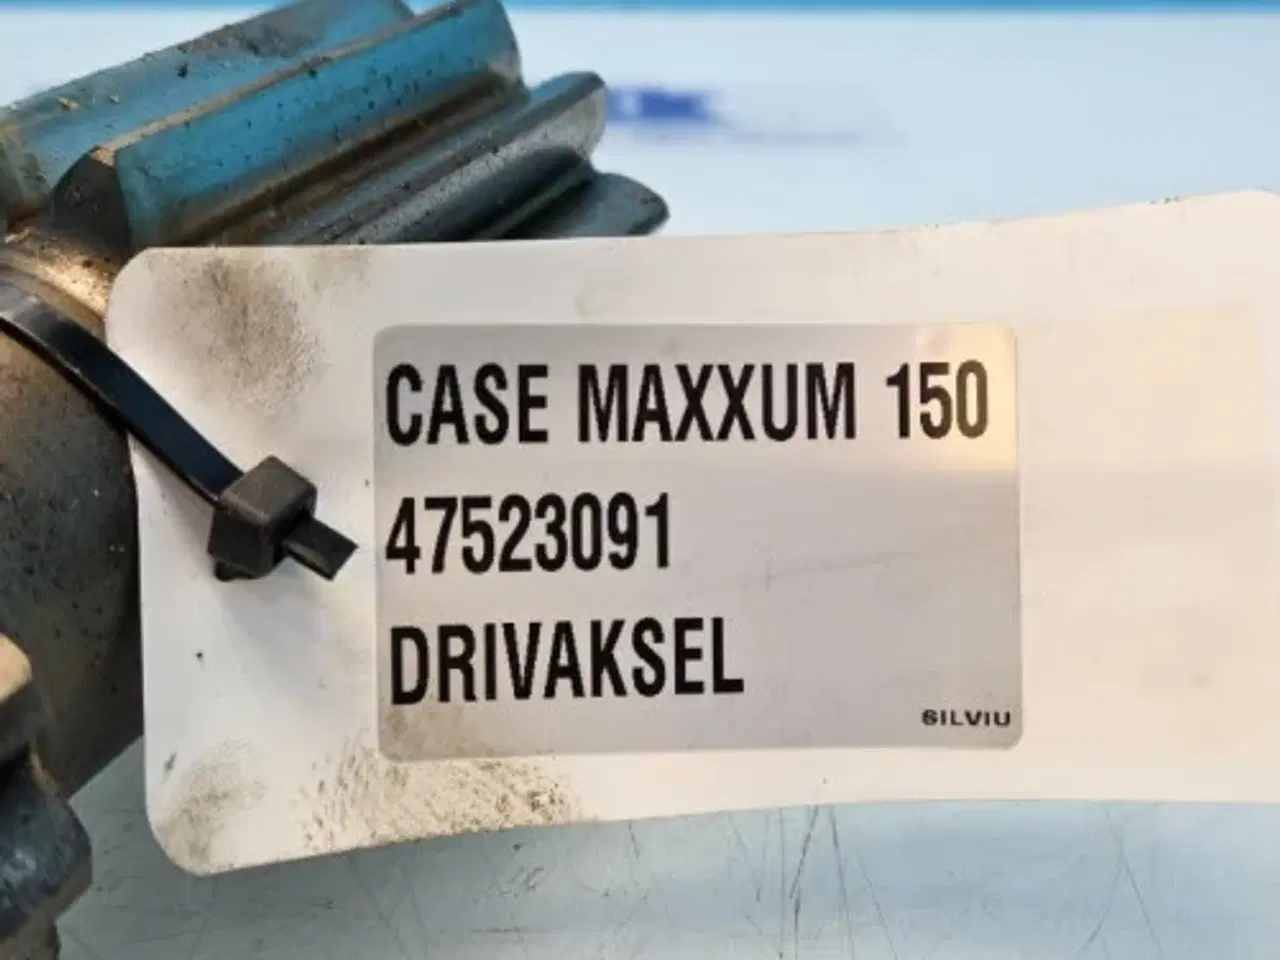 CASE MAXXUM 150
47523091
DRIVAKSEL
SILVIU